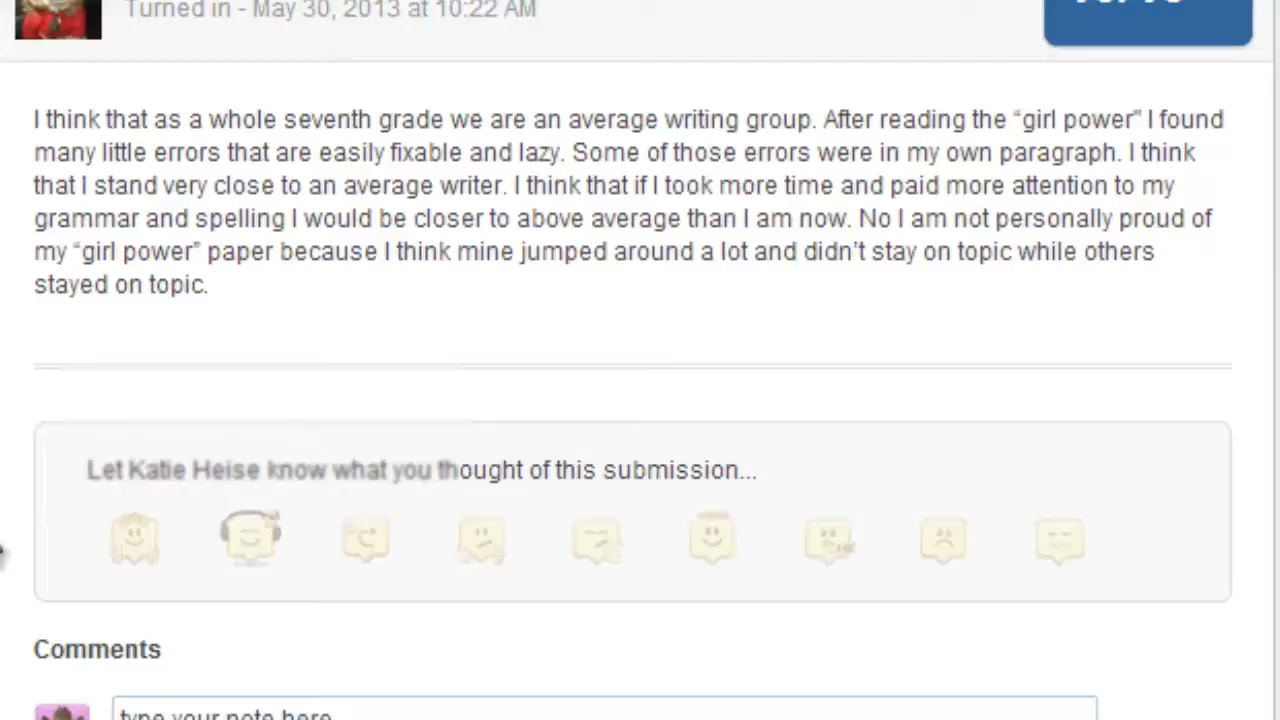 Turned in - May 30, 2013 at 10:22 AM
I think that as a whole seventh grade we are an average writing group. After reading the “girl power” I found
many little errors that are easily fixable and lazy. Some of those errors were in my own paragraph. I think
that I stand very close to an average writer. I think that if I took more time and paid more attention to my
grammar and spelling I would be closer to above average than I am now. No I am not personally proud of
my “girl power” paper because I think mine jumped around a lot and didn’t stay on topic while others
stayed on topic.
Let Katie Heise know what you thought of this submission...
Comments
type your note here